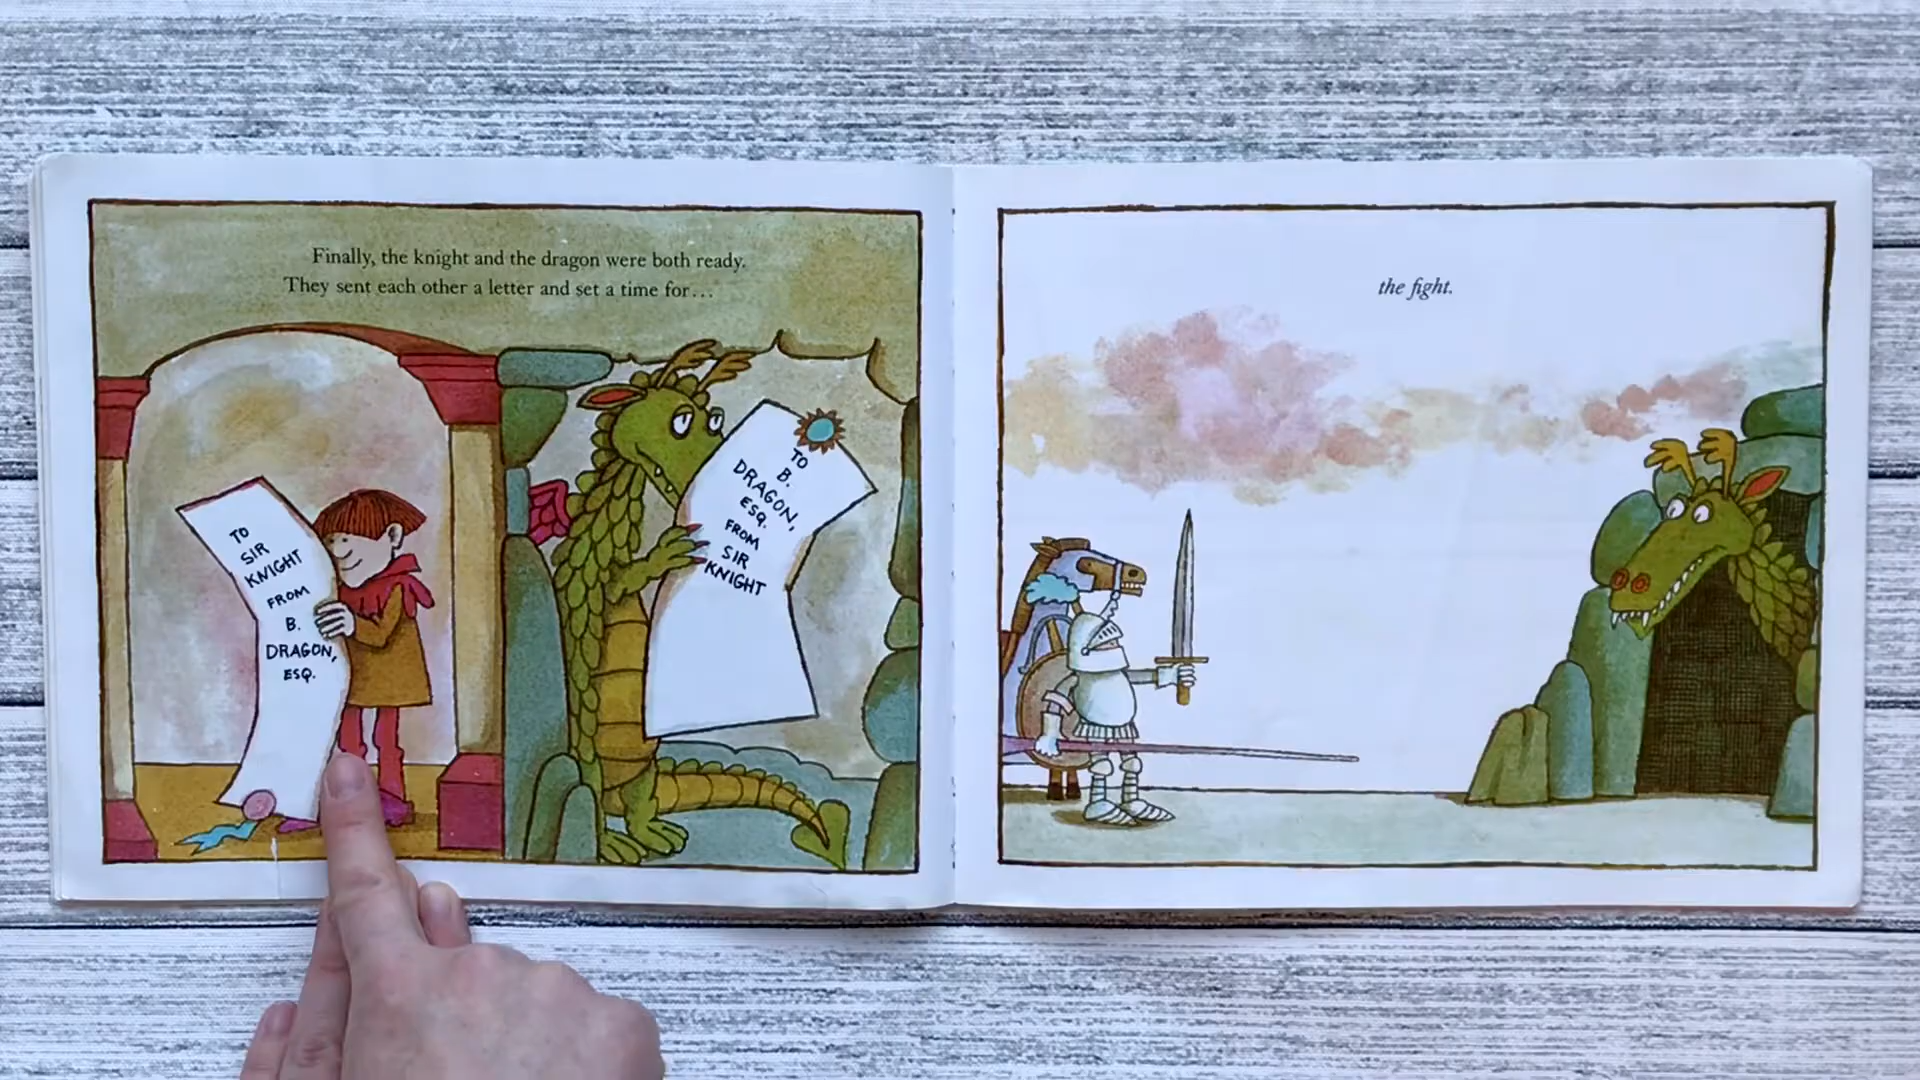 Finally, the knight and the dragon were both ready.
They sent each other a letter and set a time for...
TO
SIR
KNIGHT
FROM
B.
DRAGON,
ESQ.
TO
B.
DRAGON,
ESQ.
FROM
SIR
KNIGHT
the fight.